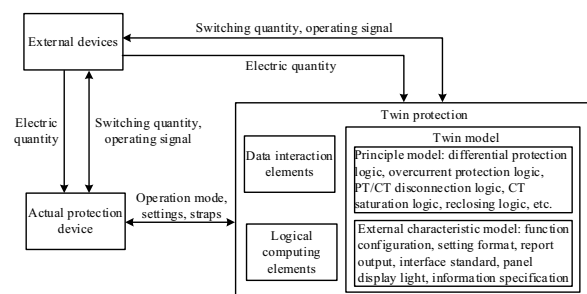 Switching quantity, operating signal
External devices
Electric quantity
Electric
quantity
Switching quantity,
operating signal
Twin protection
Data interaction
elements
Twin model
Principle model: differential protection
logic, overcurrent protection logic,
PT/CT disconnection logic, CT
saturation logic, reclosing logic, etc.
Actual protection
device
Operation mode,
settings, straps
Logical
computing
elements
External characteristic model: function
configuration, setting format, report
output, interface standard, panel
display light, information specification